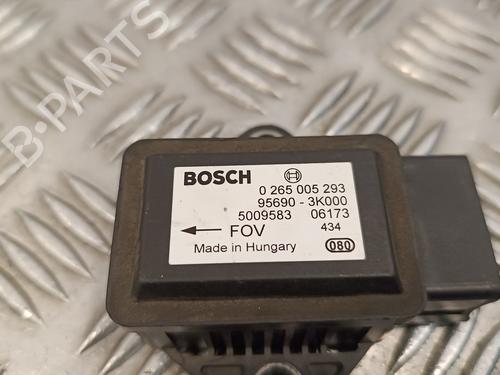 B-PARTS
BOSCH
0 265 005 293
95690 - 3K000
5009583 06173
← FOV 434
Made in Hungary 080